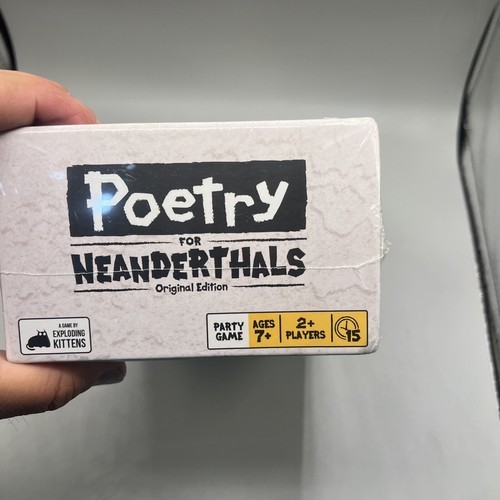 Poetry
FOR
NEANDERTHALS
Original Edition
A GAME BY
EXPLODING
KITTENS
PARTY
GAME
AGES
7+
2+
PLAYERS
15